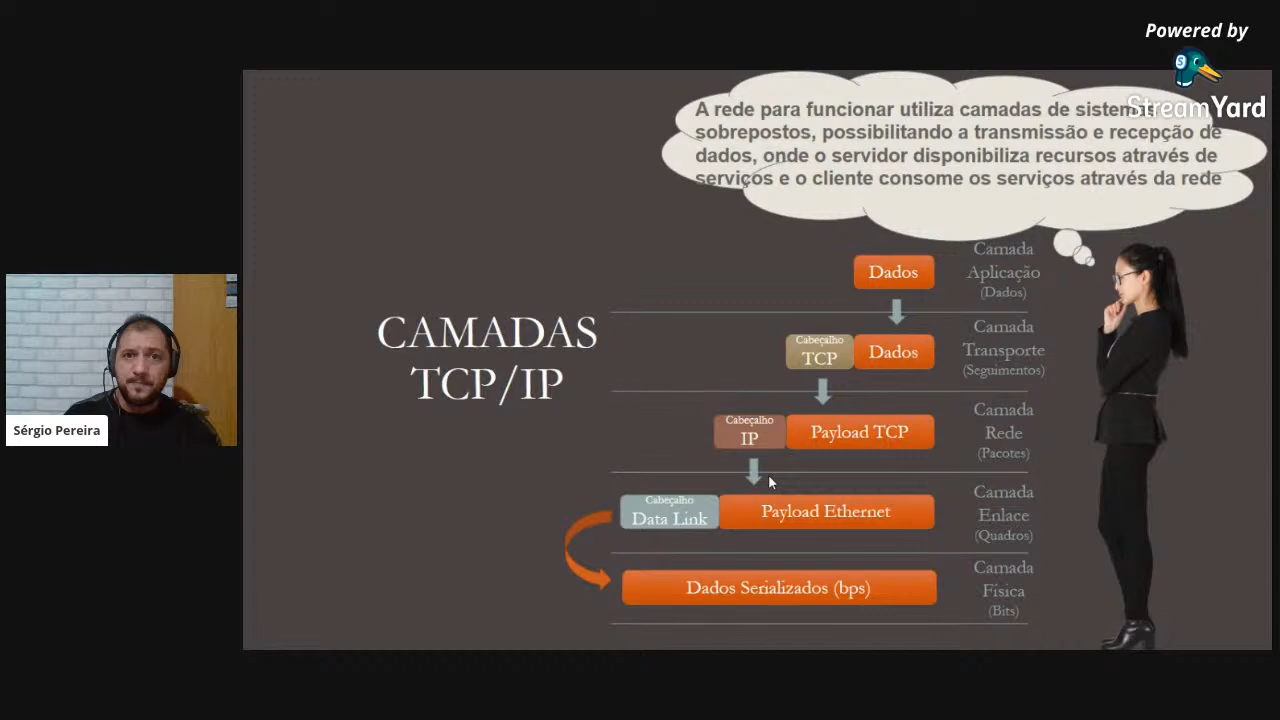 Powered by
StreamYard
A rede para funcionar utiliza camadas de sistemas
sobrepostos, possibilitando a transmissão e recepção de
dados, onde o servidor disponibiliza recursos através de
serviços e o cliente consome os serviços através da rede
CAMADAS
TCP/IP
Dados
Camada
Aplicação
(Dados)
Cabeçalho
TCP
Dados
Camada
Transporte
(Seguimentos)
Cabeçalho
IP
Payload TCP
Camada
Rede
(Pacotes)
Cabeçalho
Data Link
Payload Ethernet
Camada
Enlace
(Quadros)
Dados Serializados (bps)
Camada
Física
(Bits)
Sérgio Pereira